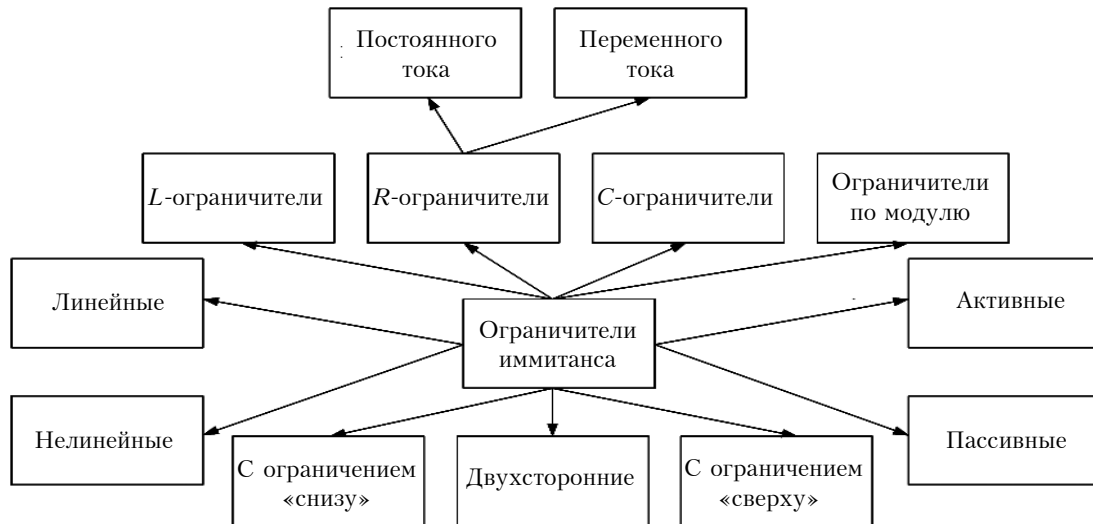 Постоянного
тока
Переменного
тока
L-ограничители
R-ограничители
C-ограничители
Ограничители
по модулю
Линейные
Ограничители
иммитанса
Активные
Нелинейные
С ограничением
«снизу»
Двухсторонние
С ограничением
«сверху»
Пассивные